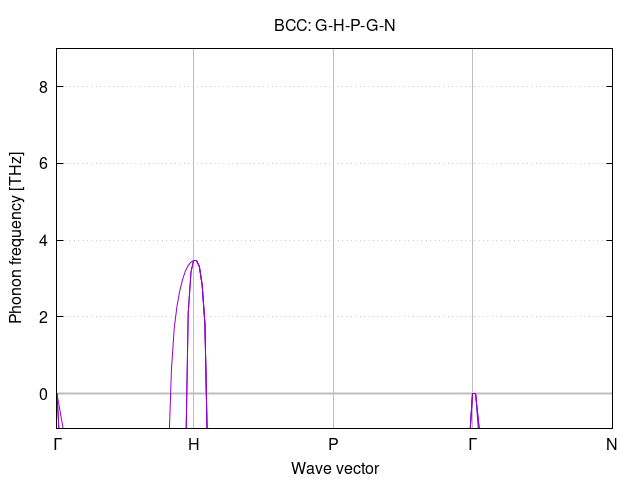 BCC: G-H-P-G-N
8
6
4
2
0
Phonon frequency [THz]
Γ H P Γ N
Wave vector